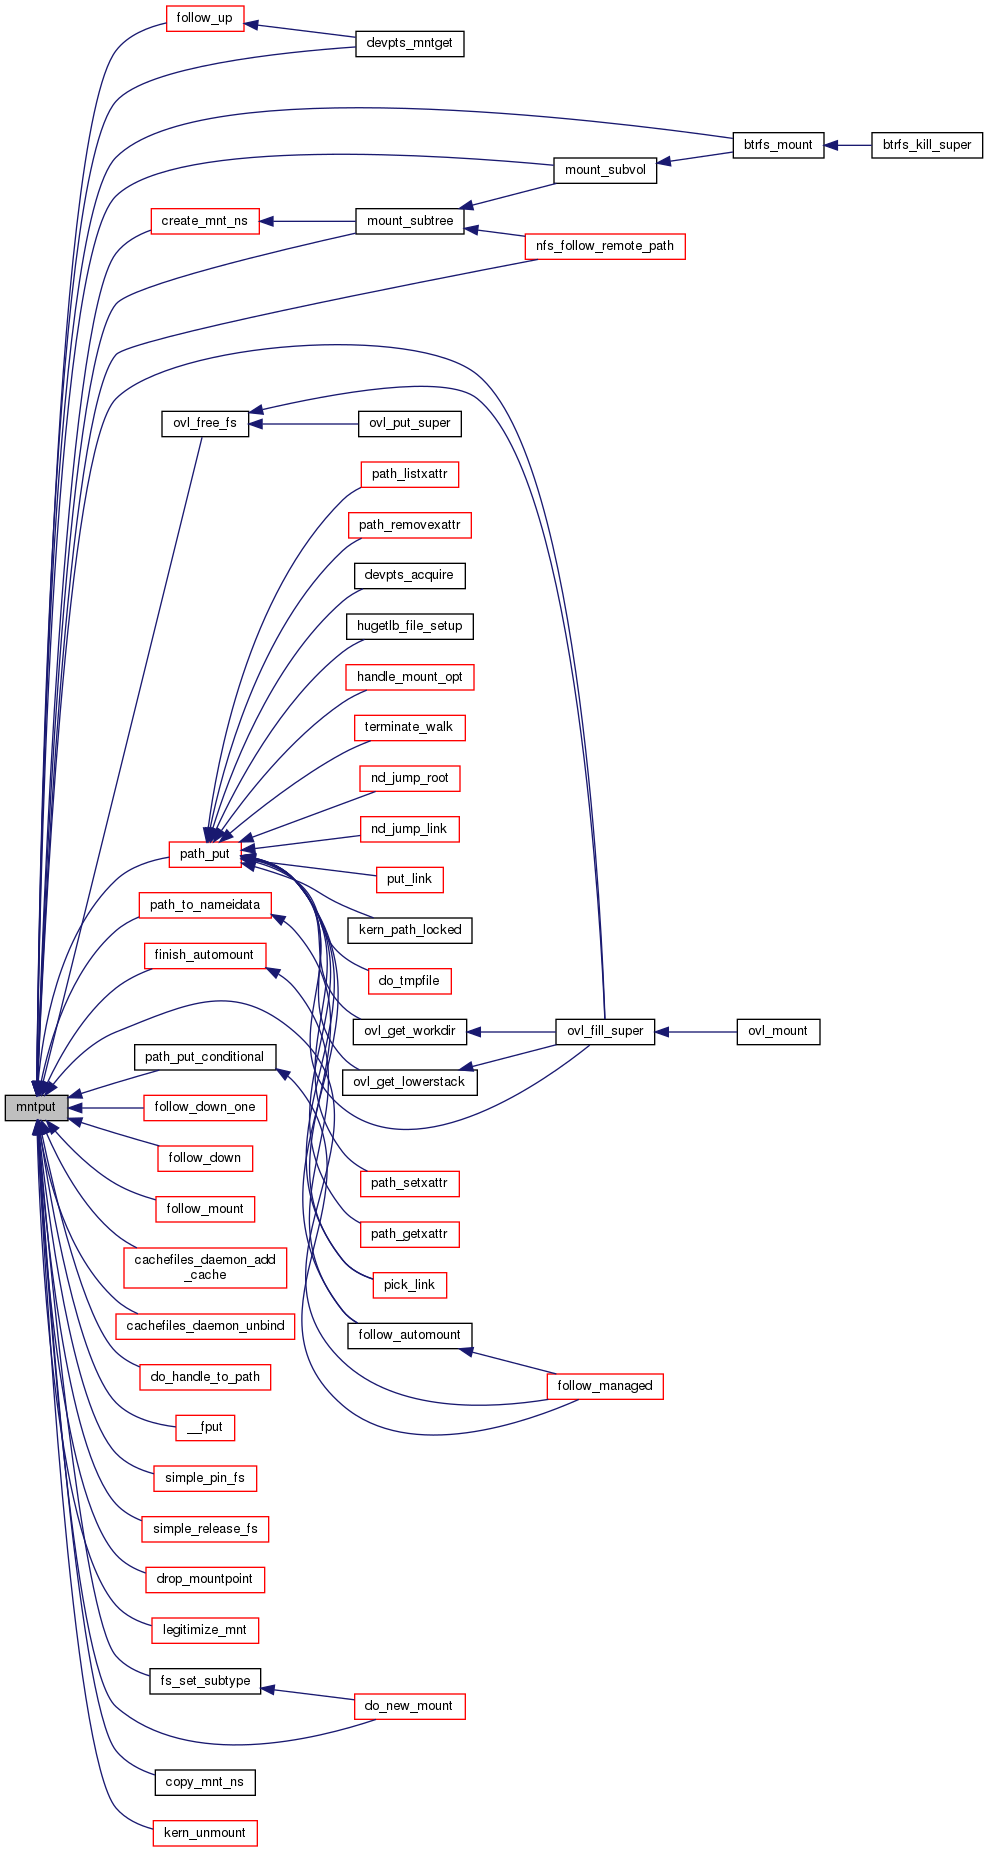 follow_up
devpts_mntget
btrfs_mount
btrfs_kill_super
mount_subvol
create_mnt_ns
mount_subtree
nfs_follow_remote_path
ovl_free_fs
ovl_put_super
path_listxattr
path_removexattr
devpts_acquire
hugetlb_file_setup
handle_mount_opt
terminate_walk
nd_jump_root
nd_jump_link
path_put
put_link
path_to_nameidata
kern_path_locked
finish_automount
do_tmpfile
ovl_get_workdir
ovl_fill_super
ovl_mount
path_put_conditional
ovl_get_lowerstack
mntput
follow_down_one
follow_down
path_setxattr
follow_mount
path_getxattr
cachefiles_daemon_add
_cache
pick_link
cachefiles_daemon_unbind
follow_automount
do_handle_to_path
follow_managed
__fput
simple_pin_fs
simple_release_fs
drop_mountpoint
legitimize_mnt
fs_set_subtype
do_new_mount
copy_mnt_ns
kern_unmount